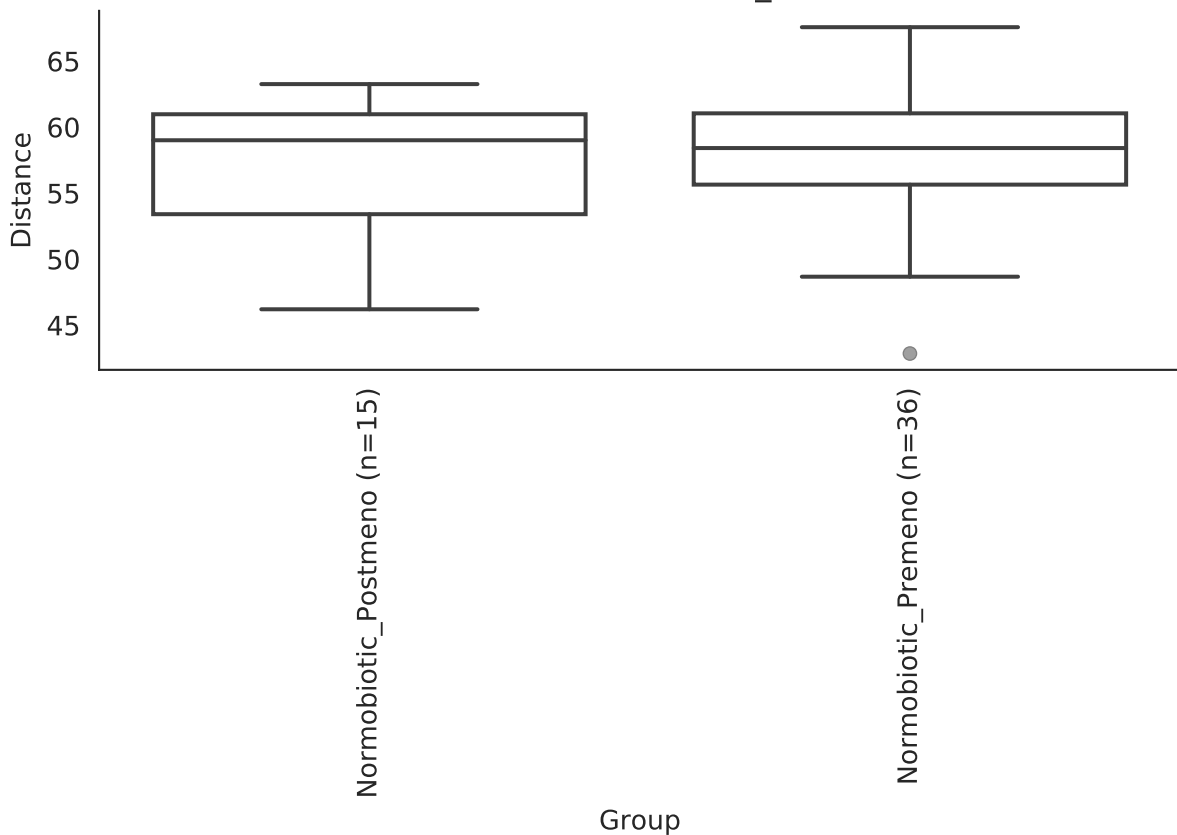 65
60
55
50
45
Distance
Normobiotic_Postmeno (n=15)
Normobiotic_Premeno (n=36)
Group